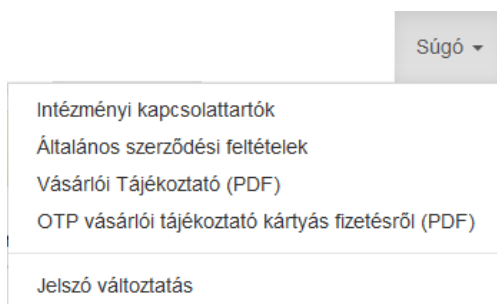 Súgó
Intézményi kapcsolattartók
Általános szerződési feltételek
Vásárlói Tájékoztató (PDF)
OTP vásárlói tájékoztató kártyás fizetésről (PDF)
Jelszó változtatás